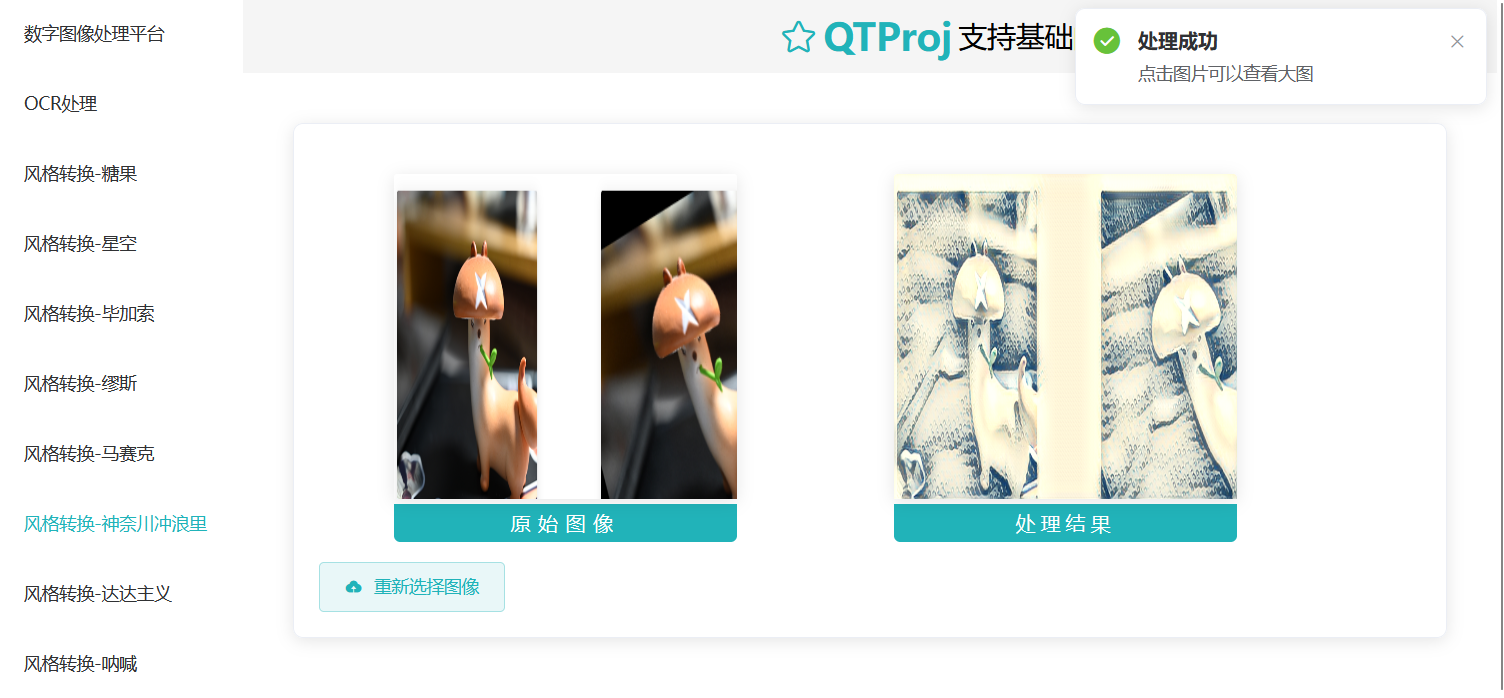 数字图像处理平台
OCR处理
风格转换-糖果
风格转换-星空
风格转换-毕加索
风格转换-缪斯
风格转换-马赛克
风格转换-神奈川冲浪里
风格转换-达达主义
风格转换-呐喊
QTProj 支持基础
处理成功
点击图片可以查看大图
原始图像
处理结果
重新选择图像